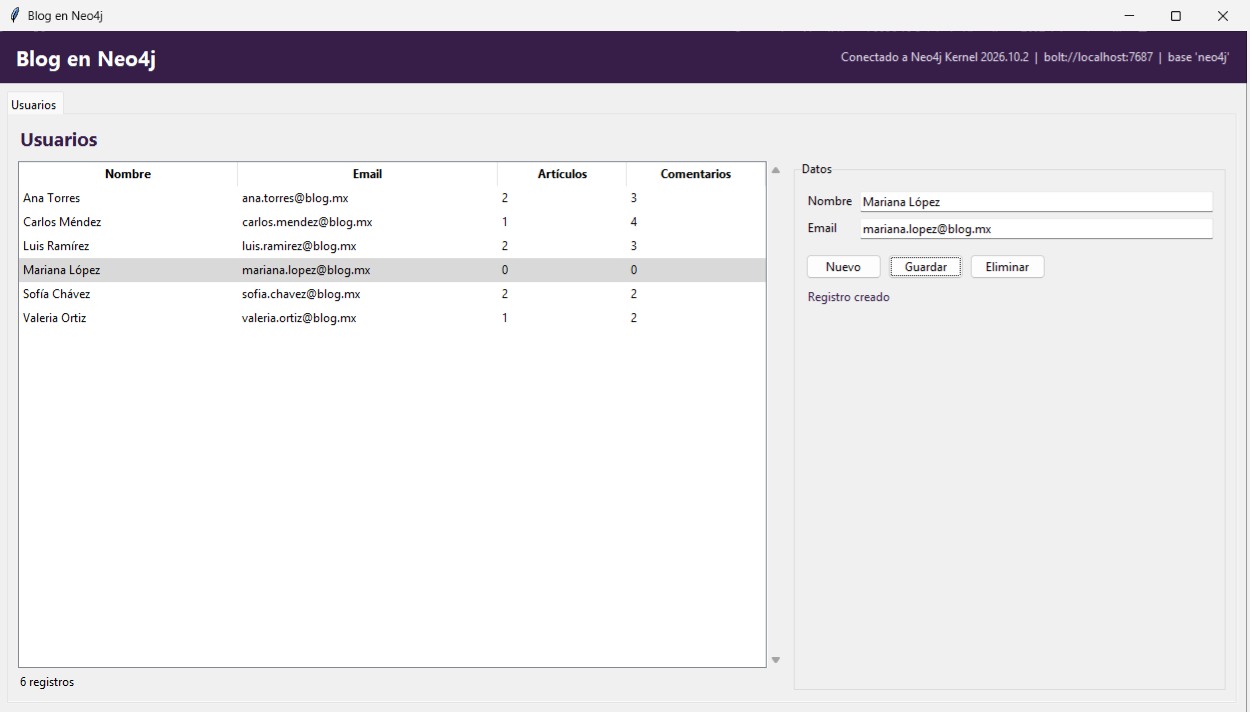 Blog en Neo4j
Blog en Neo4j
Conectado a Neo4j Kernel 2026.10.2 | bolt://localhost:7687 | base 'neo4j'
Usuarios
Usuarios
Nombre Email Artículos Comentarios
Ana Torres ana.torres@blog.mx 2 3
Carlos Méndez carlos.mendez@blog.mx 1 4
Luis Ramírez luis.ramirez@blog.mx 2 3
Mariana López mariana.lopez@blog.mx 0 0
Sofía Chávez sofia.chavez@blog.mx 2 2
Valeria Ortiz valeria.ortiz@blog.mx 1 2
6 registros
Datos
Nombre Mariana López
Email mariana.lopez@blog.mx
Nuevo Guardar Eliminar
Registro creado